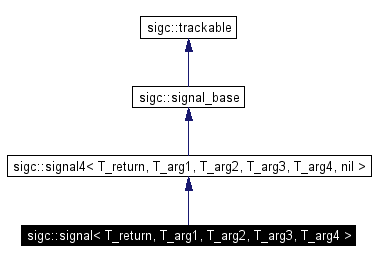 sigc::trackable
sigc::signal_base
sigc::signal4< T_return, T_arg1, T_arg2, T_arg3, T_arg4, nil >
sigc::signal< T_return, T_arg1, T_arg2, T_arg3, T_arg4 >